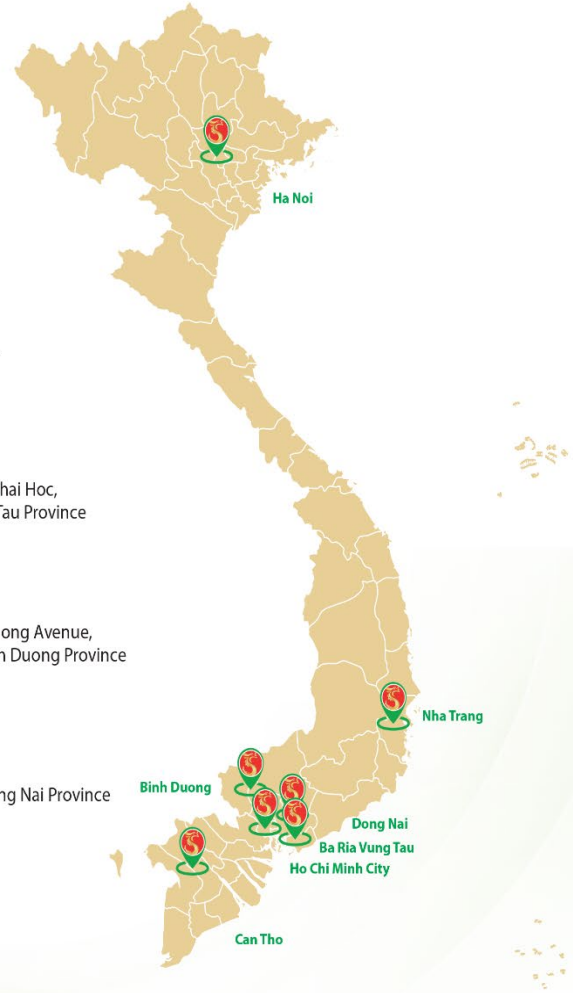 Ha Noi
hai Hoc,
Tau Province
ong Avenue,
n Duong Province
Nha Trang
Binh Duong
ng Nai Province
Dong Nai
Ba Ria Vung Tau
Ho Chi Minh City
Can Tho